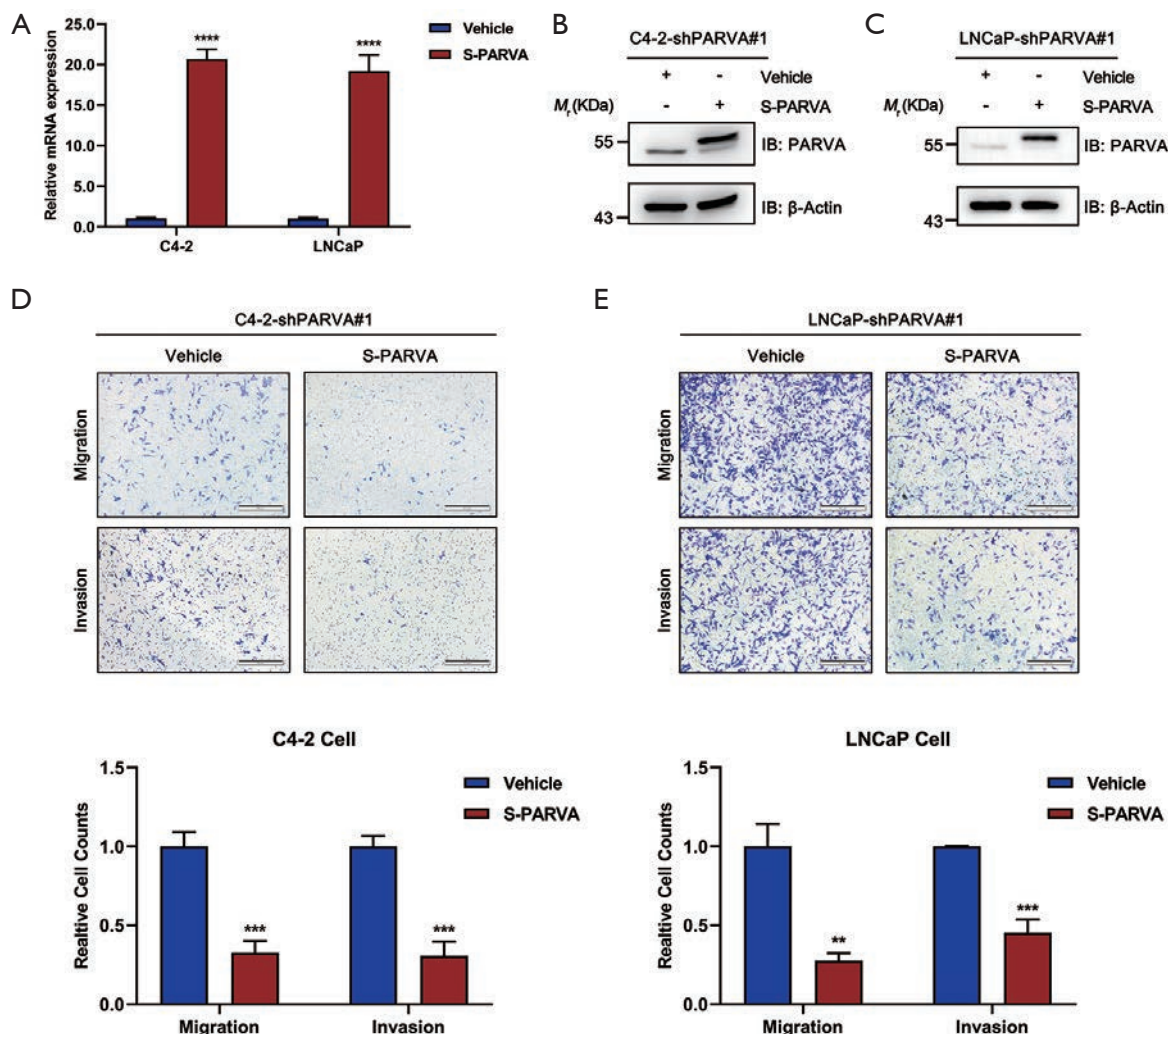 A
Relative mRNA expression
25.0
20.0
15.0
10.0
5.0
0.0
****
****
C4-2
LNCaP
Vehicle
S-PARVA
B
C4-2-shPARVA#1
+ - Vehicle
- + S-PARVA
Mr(KDa)
55
IB: PARVA
43
IB: β-Actin
C
LNCaP-shPARVA#1
+ - Vehicle
- + S-PARVA
Mr(KDa)
55
IB: PARVA
43
IB: β-Actin
D
C4-2-shPARVA#1
Vehicle S-PARVA
Migration
Invasion
C4-2 Cell
Realtive Cell Counts
1.5
1.0
0.5
0.0
***
***
Migration Invasion
Vehicle
S-PARVA
E
LNCaP-shPARVA#1
Vehicle S-PARVA
Migration
Invasion
LNCaP Cell
Realtive Cell Counts
1.5
1.0
0.5
0.0
**
***
Migration Invasion
Vehicle
S-PARVA